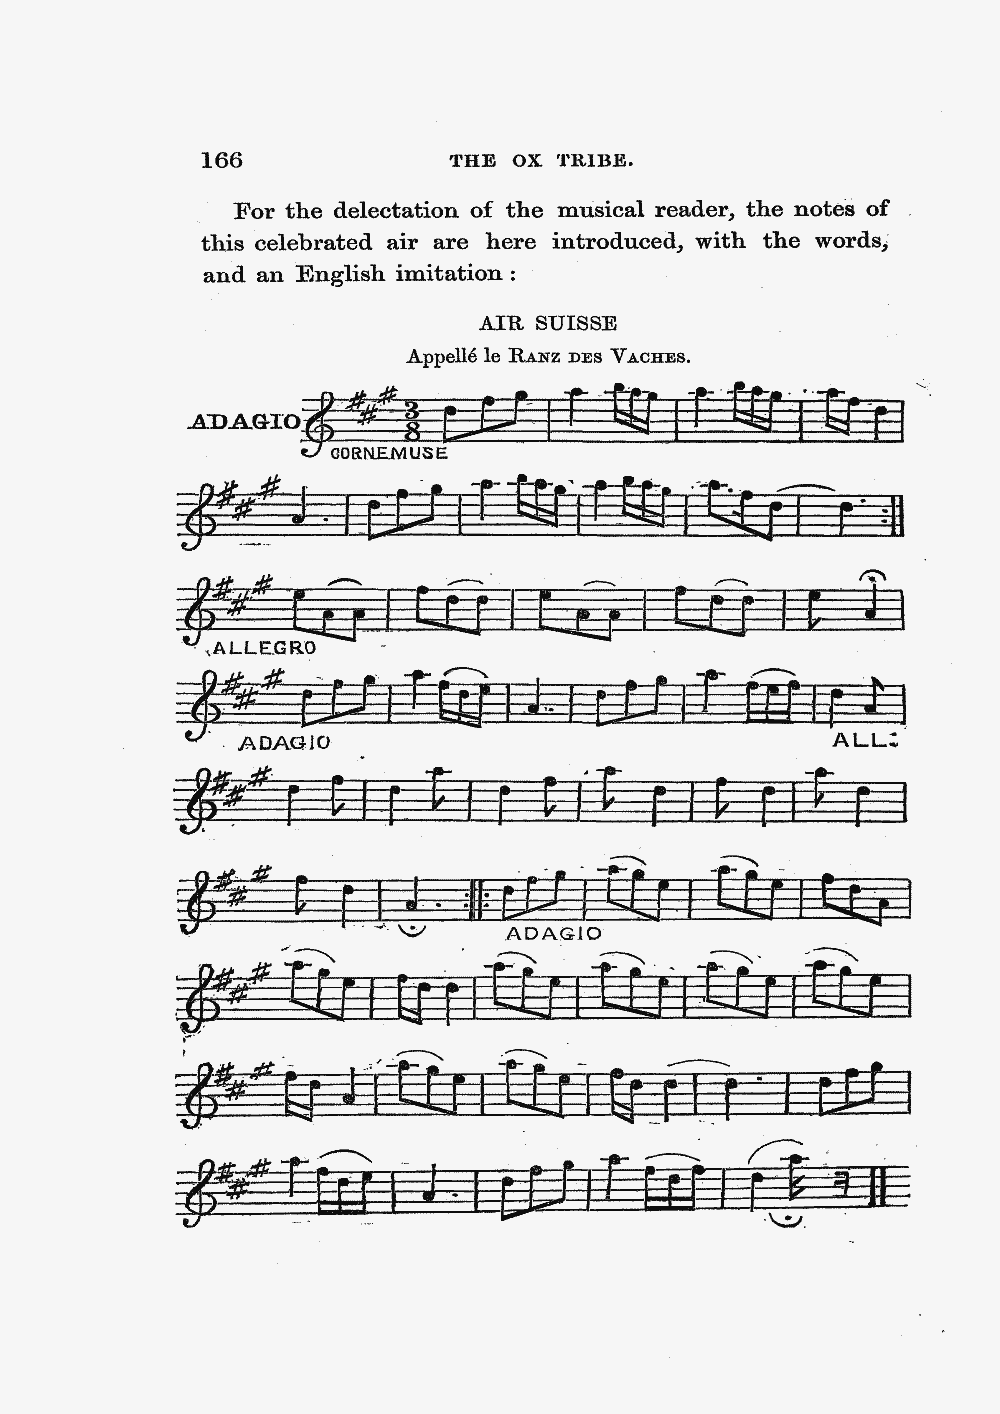 166 THE OX TRIBE.
For the delectation of the musical reader, the notes of
this celebrated air are here introduced, with the words,
and an English imitation :
AIR SUISSE
Appellé le RANZ DES VACHES.
ADAGIO 3/8
CORNEMUSE
ALLEGRO
ADAGIO ALL:
ADAGIO